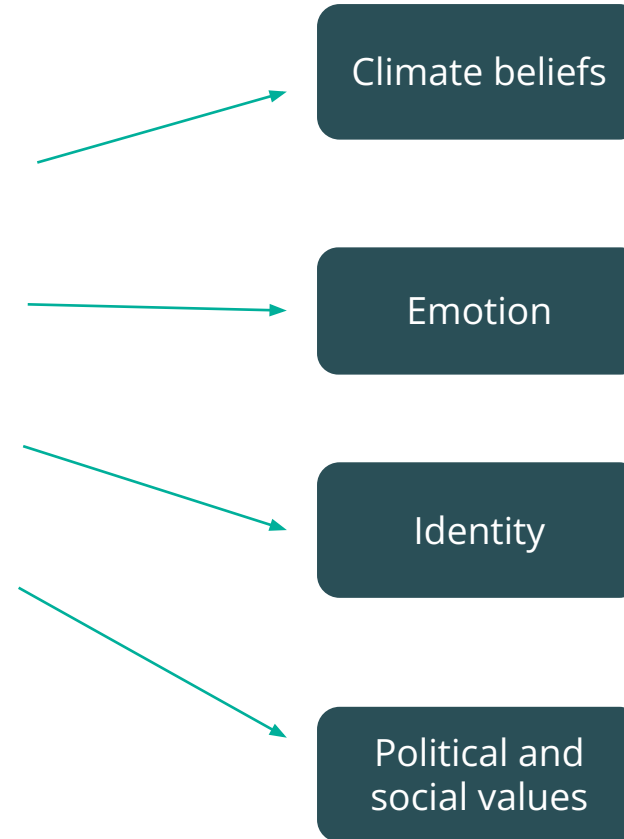 Climate beliefs
Emotion
Identity
Political and
social values